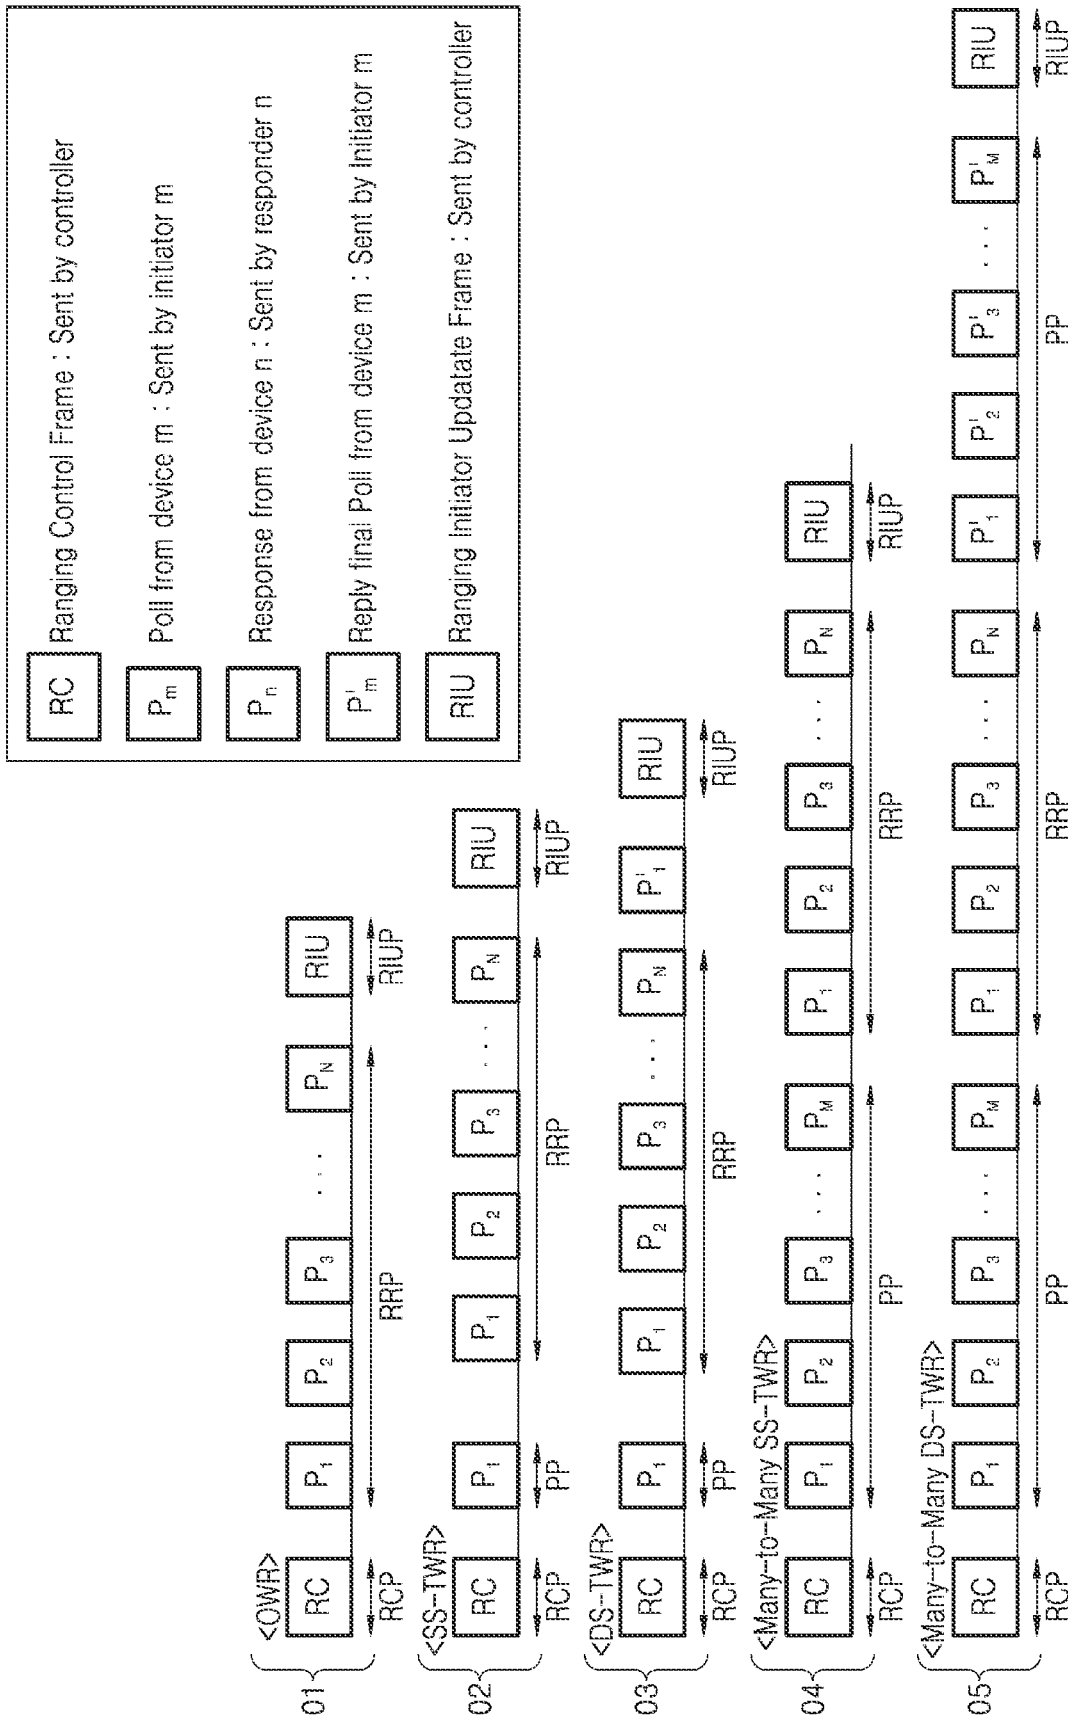 RC Ranging Control Frame : Sent by controller
Pm Poll from device m : Sent by initiator m
Pn Response from device n : Sent by responder n
P'm Reply final Poll from device m : Sent by Initiator m
RIU Ranging Initiator Updatate Frame : Sent by controller
01
<OWR>
RC P1 P2 P3 ... PN RIU
RCP RRP RIUP
02
<SS-TWR>
RC P1 P1 P2 P3 ... PN RIU
RCP PP RRP RIUP
03
<DS-TWR>
RC P1 P1 P2 P3 ... PN P'1 RIU
RCP PP RRP RIUP
04
<Many-to-Many SS-TWR>
RC P1 P2 P3 ... PM P1 P2 P3 ... PN RIU
RCP PP RRP RIUP
05
<Many-to-Many DS-TWR>
RC P1 P2 P3 ... PM P1 P2 P3 ... PN P'1 P'2 P'3 ... P'M RIU
RCP PP RRP PP RIUP